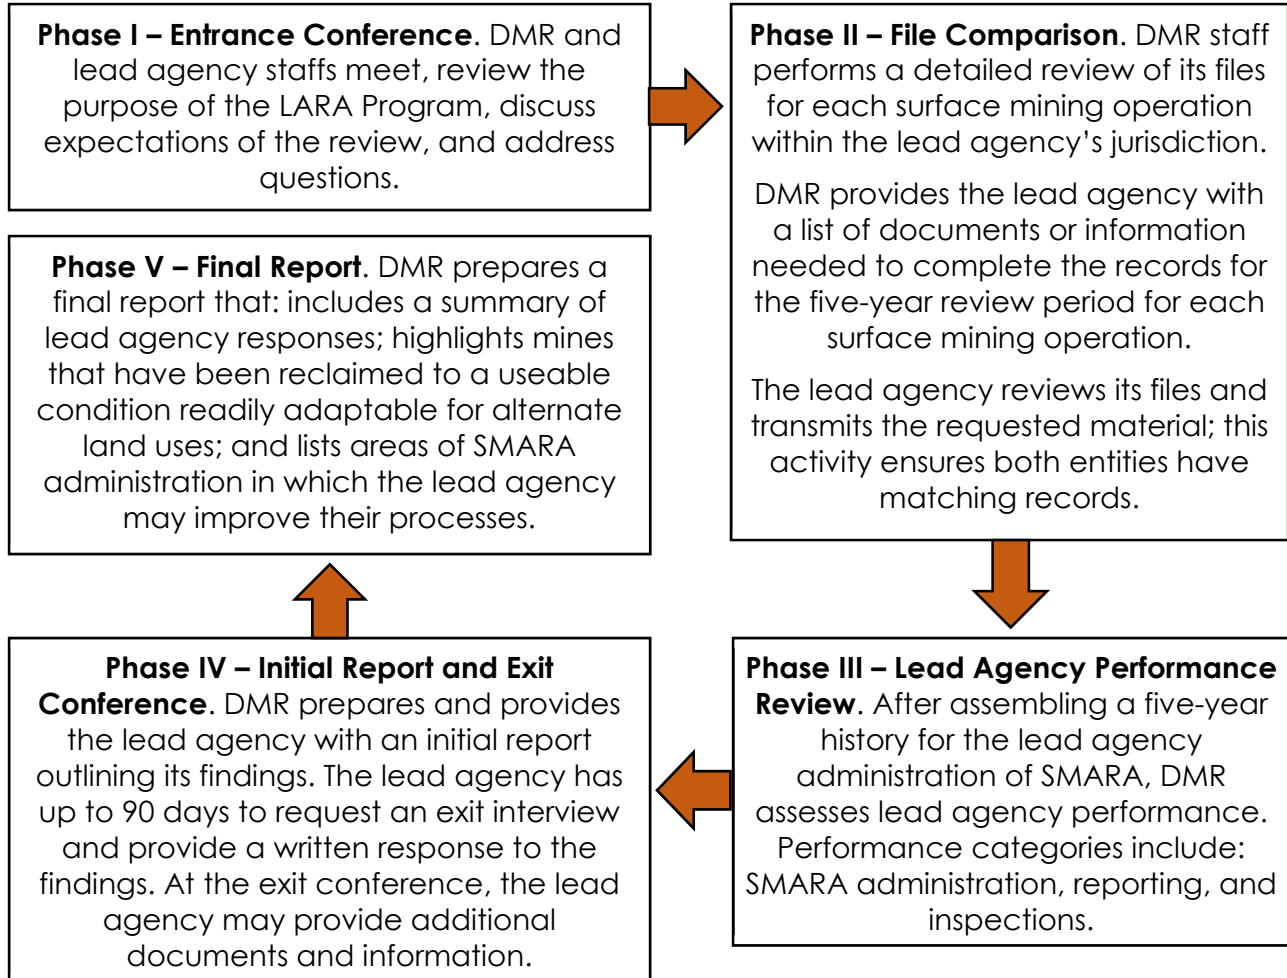 Phase I – Entrance Conference. DMR and
lead agency staffs meet, review the
purpose of the LARA Program, discuss
expectations of the review, and address
questions.
Phase II – File Comparison. DMR staff
performs a detailed review of its files
for each surface mining operation
within the lead agency’s jurisdiction.
DMR provides the lead agency with
a list of documents or information
needed to complete the records for
the five-year review period for each
surface mining operation.
The lead agency reviews its files and
transmits the requested material; this
activity ensures both entities have
matching records.
Phase III – Lead Agency Performance
Review. After assembling a five-year
history for the lead agency
administration of SMARA, DMR
assesses lead agency performance.
Performance categories include:
SMARA administration, reporting, and
inspections.
Phase IV – Initial Report and Exit
Conference. DMR prepares and provides
the lead agency with an initial report
outlining its findings. The lead agency has
up to 90 days to request an exit interview
and provide a written response to the
findings. At the exit conference, the lead
agency may provide additional
documents and information.
Phase V – Final Report. DMR prepares a
final report that: includes a summary of
lead agency responses; highlights mines
that have been reclaimed to a useable
condition readily adaptable for alternate
land uses; and lists areas of SMARA
administration in which the lead agency
may improve their processes.